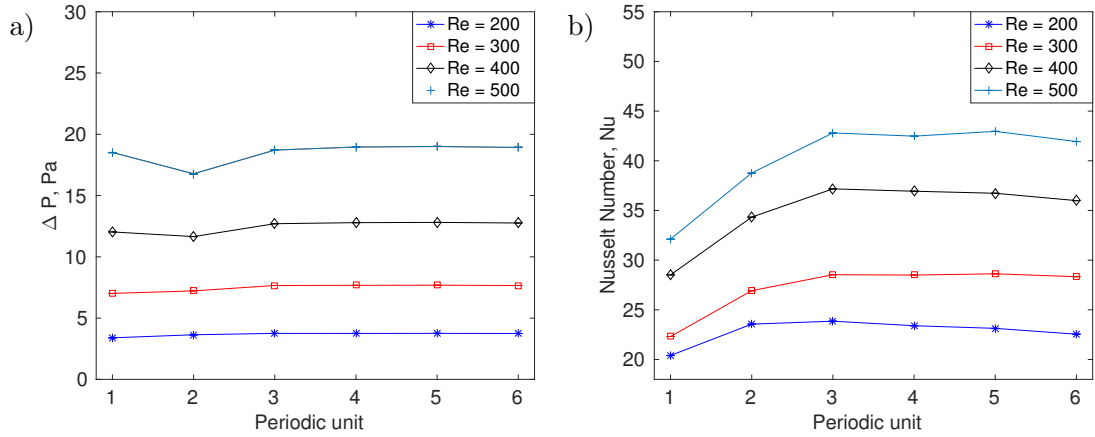 a)
30
25
20
15
10
5
0
Δ P, Pa
1 2 3 4 5 6
Periodic unit
Re = 200
Re = 300
Re = 400
Re = 500
b)
55
50
45
40
35
30
25
20
Nusselt Number, Nu
1 2 3 4 5 6
Periodic unit
Re = 200
Re = 300
Re = 400
Re = 500